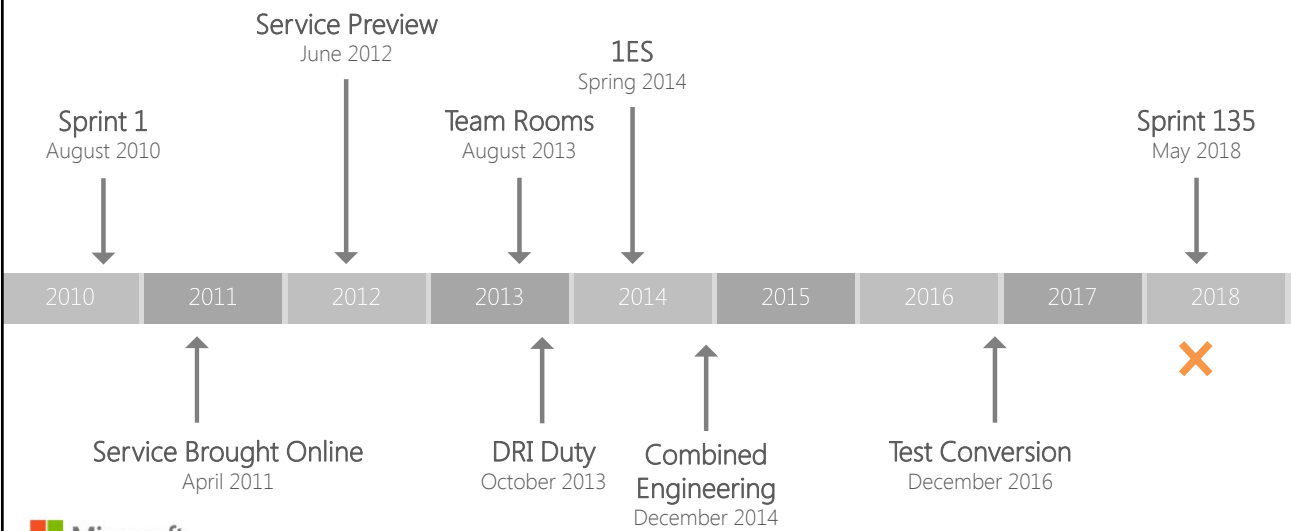 Service Preview
June 2012
1ES
Spring 2014
Sprint 1
August 2010
Team Rooms
August 2013
Sprint 135
May 2018
2010 2011 2012 2013 2014 2015 2016 2017 2018
Service Brought Online
April 2011
DRI Duty
October 2013
Combined
Engineering
December 2014
Test Conversion
December 2016
Microsoft